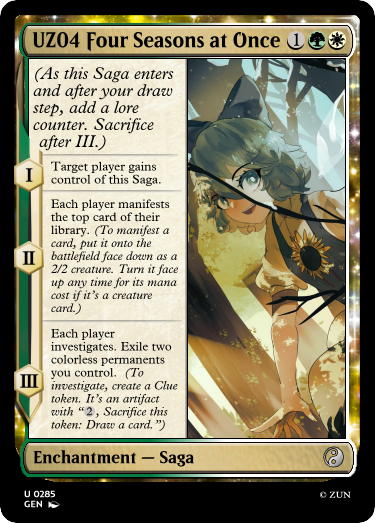 UZ04 Four Seasons at Once 1
(As this Saga enters
and after your draw
step, add a lore
counter. Sacrifice
after III.)
I
Target player gains
control of this Saga.
II
Each player manifests
the top card of their
library. (To manifest a
card, put it onto the
battlefield face down as a
2/2 creature. Turn it face
up any time for its mana
cost if it's a creature
card.)
III
Each player
investigates. Exile two
colorless permanents
you control. (To
investigate, create a Clue
token. It's an artifact
with "2, Sacrifice this
token: Draw a card.")
Enchantment — Saga
U 0285
GEN
© ZUN